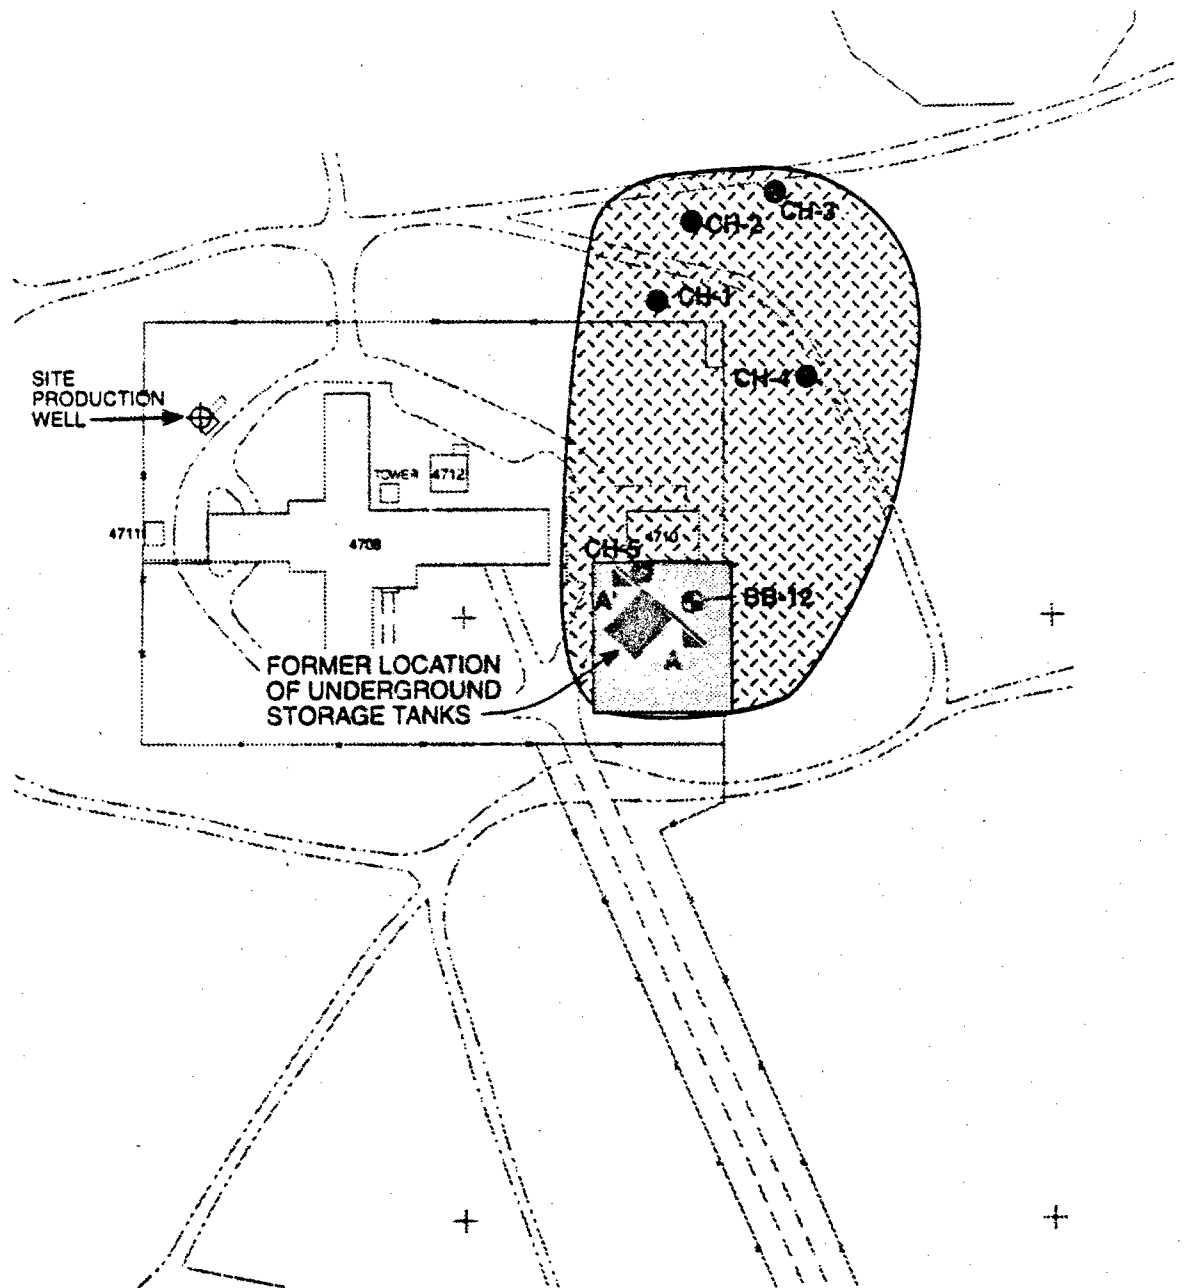 CH-3
CH-2
CH-1
SITE
PRODUCTION
WELL
CH-4
TOWER
4712
4711
4708
4710
CH-5
A'
BB-12
A
FORMER LOCATION
OF UNDERGROUND
STORAGE TANKS